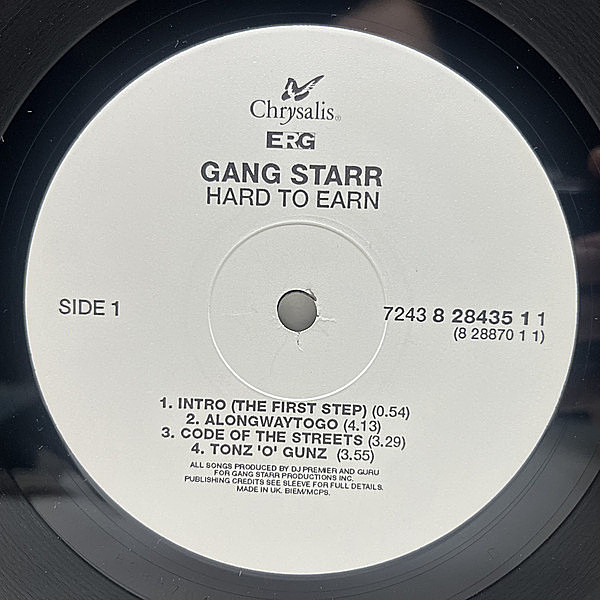 Chrysalis®
ERG
GANG STARR
HARD TO EARN
SIDE 1
7243 8 28435 1 1
(8 28870 1 1)
1. INTRO (THE FIRST STEP) (0.54)
2. ALONGWAYTOGO (4.13)
3. CODE OF THE STREETS (3.29)
4. TONZ 'O' GUNZ (3.55)
ALL SONGS PRODUCED BY DJ PREMIER AND GURU
FOR GANG STARR PRODUCTIONS INC.
PUBLISHING CREDITS SEE SLEEVE FOR FULL DETAILS.
MADE IN UK. BIEM/MCPS.